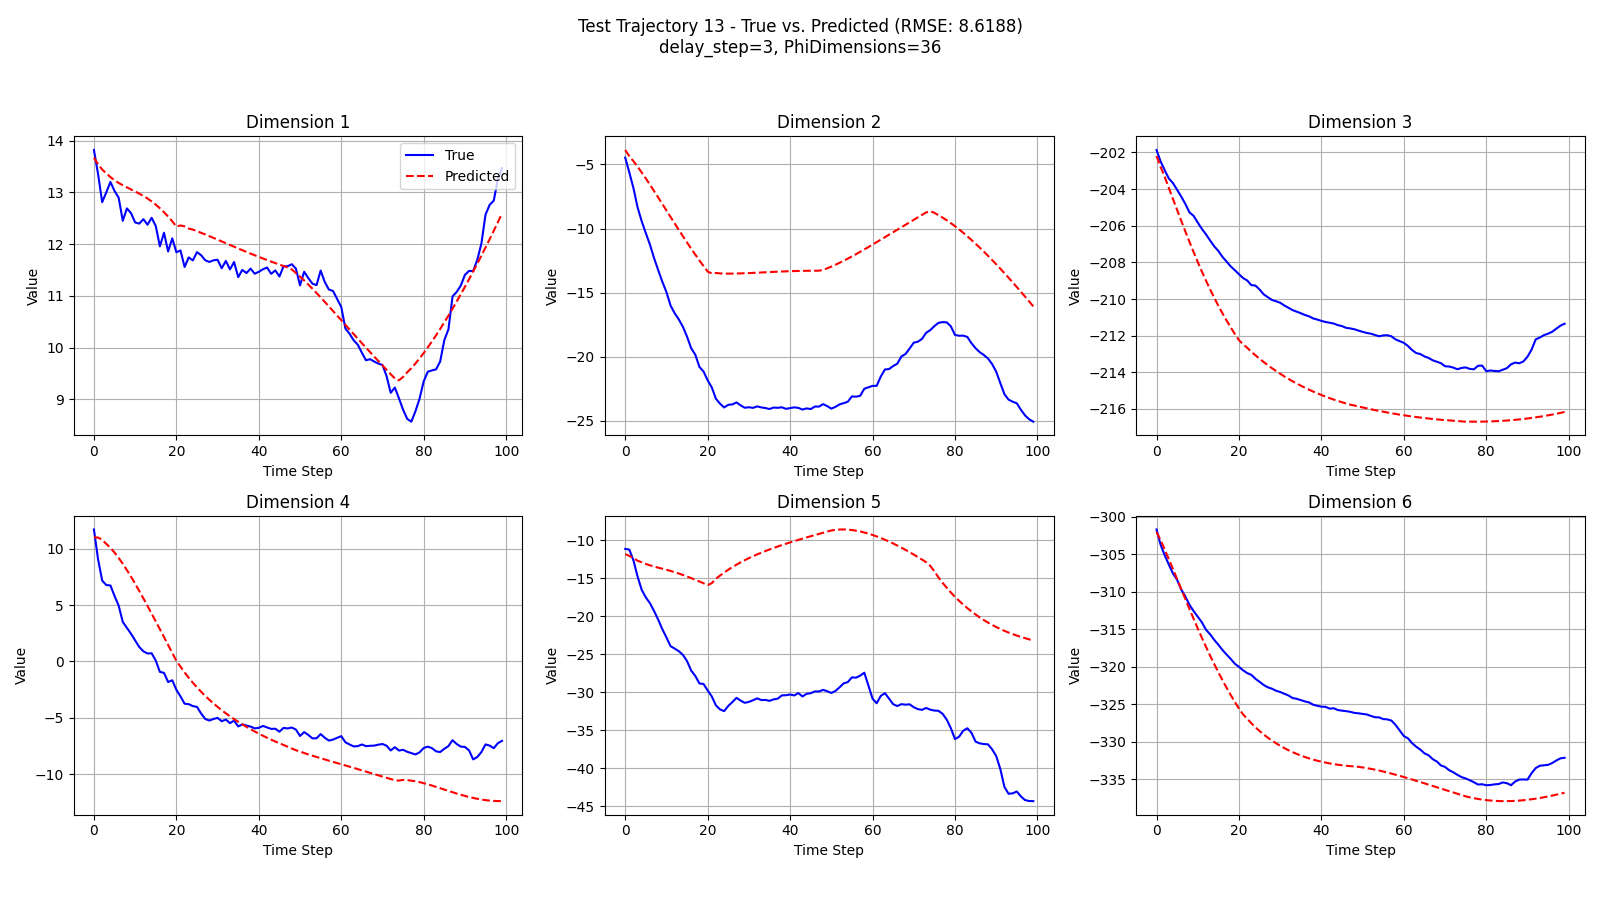 Test Trajectory 13 - True vs. Predicted (RMSE: 8.6188)
delay_step=3, PhiDimensions=36
Dimension 1
14
13
12
11
10
9
Value
0 20 40 60 80 100
Time Step
True
Predicted
Dimension 2
−5
−10
−15
−20
−25
Value
0 20 40 60 80 100
Time Step
Dimension 3
−202
−204
−206
−208
−210
−212
−214
−216
Value
0 20 40 60 80 100
Time Step
Dimension 4
10
5
0
−5
−10
Value
0 20 40 60 80 100
Time Step
Dimension 5
−10
−15
−20
−25
−30
−35
−40
−45
Value
0 20 40 60 80 100
Time Step
Dimension 6
−300
−305
−310
−315
−320
−325
−330
−335
Value
0 20 40 60 80 100
Time Step